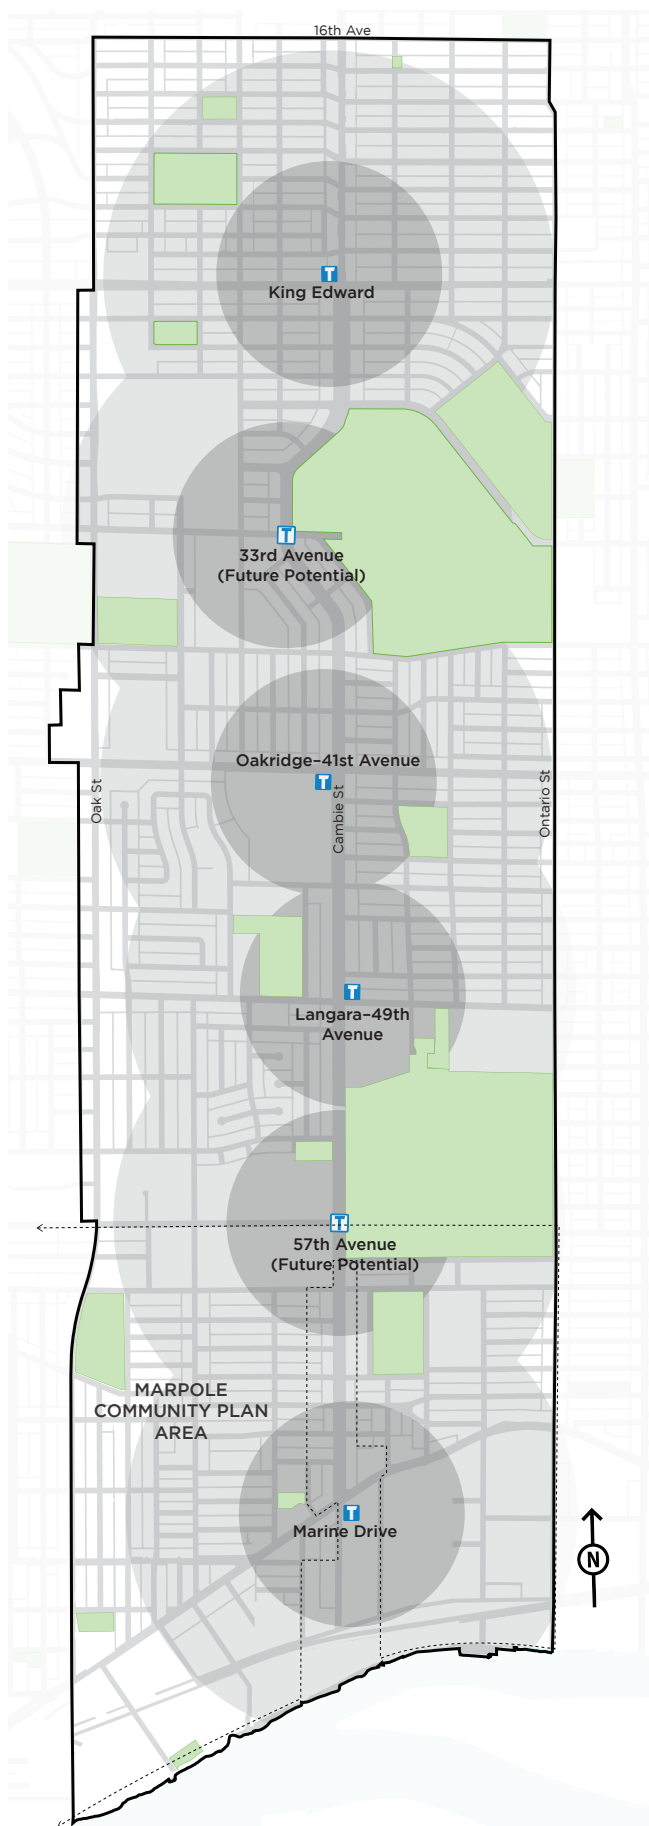 16th Ave
T
King Edward
T
33rd Avenue
(Future Potential)
Oakridge–41st Avenue
T
Oak St
Cambie St
Ontario St
T
Langara–49th
Avenue
T
57th Avenue
(Future Potential)
MARPOLE
COMMUNITY PLAN
AREA
T
Marine Drive
N